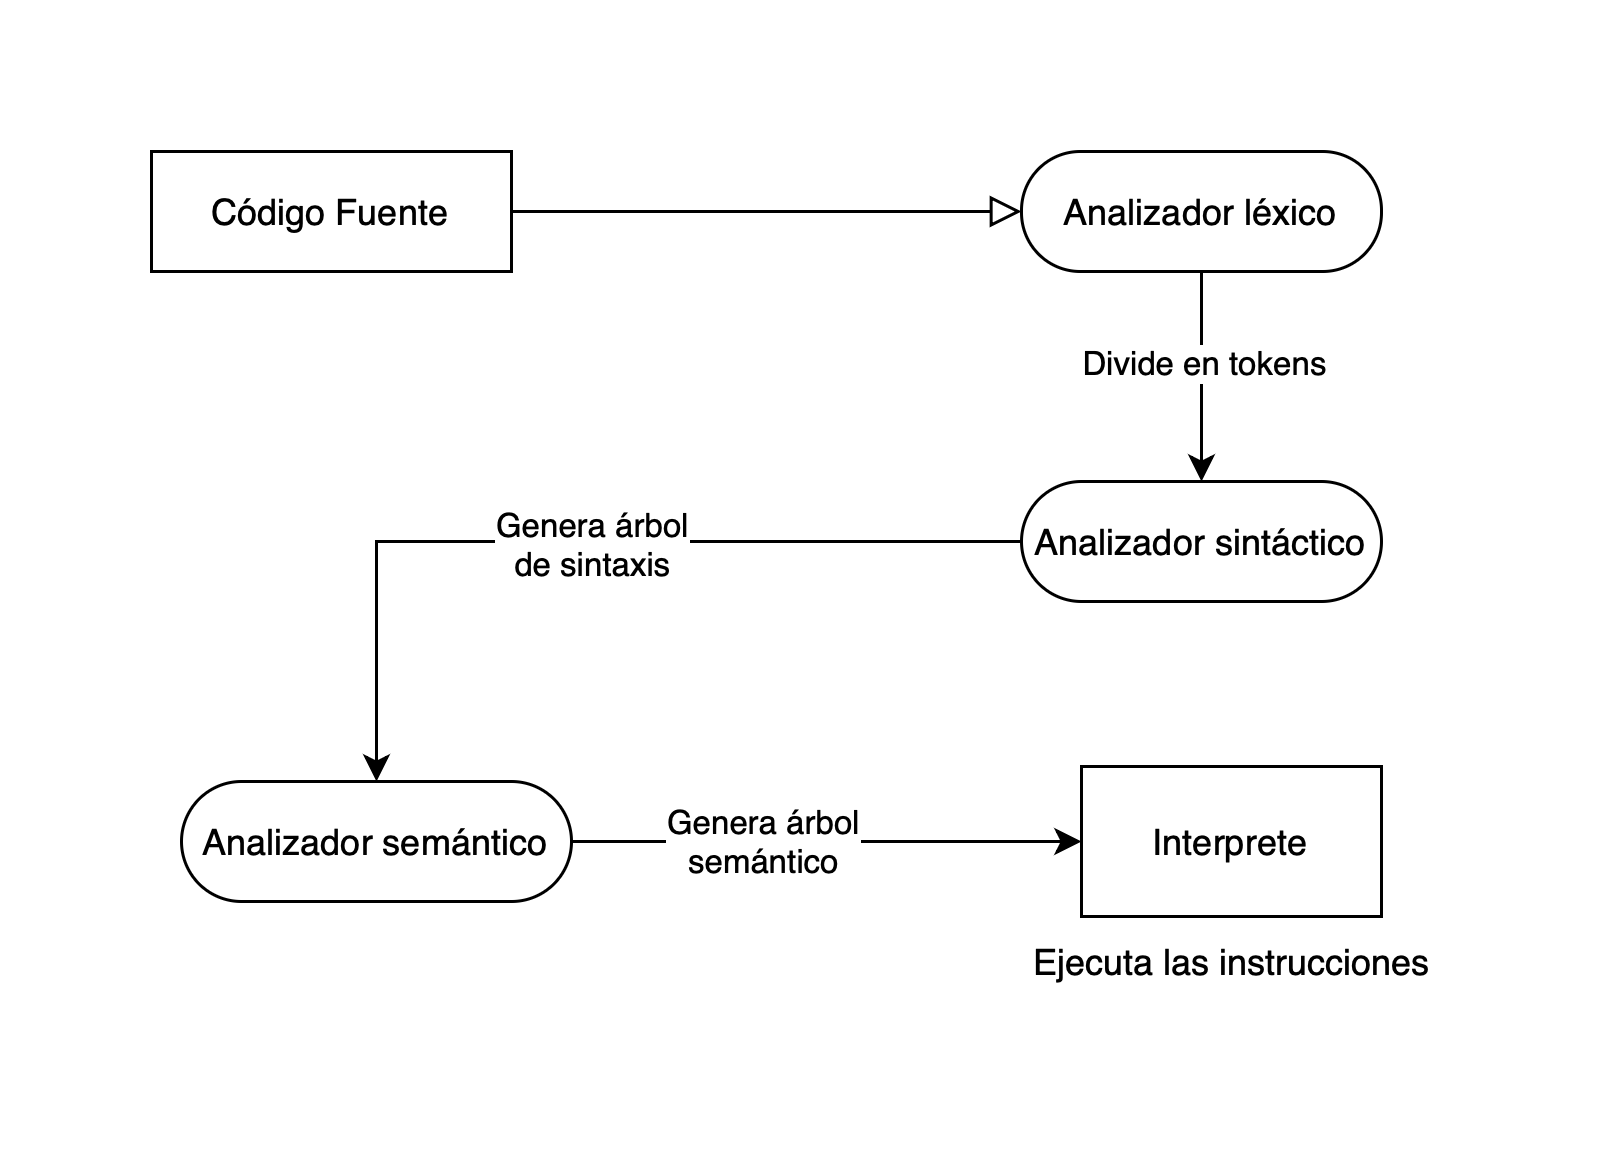 Código Fuente
Analizador léxico
Divide en tokens
Analizador sintáctico
Genera árbol
de sintaxis
Analizador semántico
Genera árbol
semántico
Interprete
Ejecuta las instrucciones